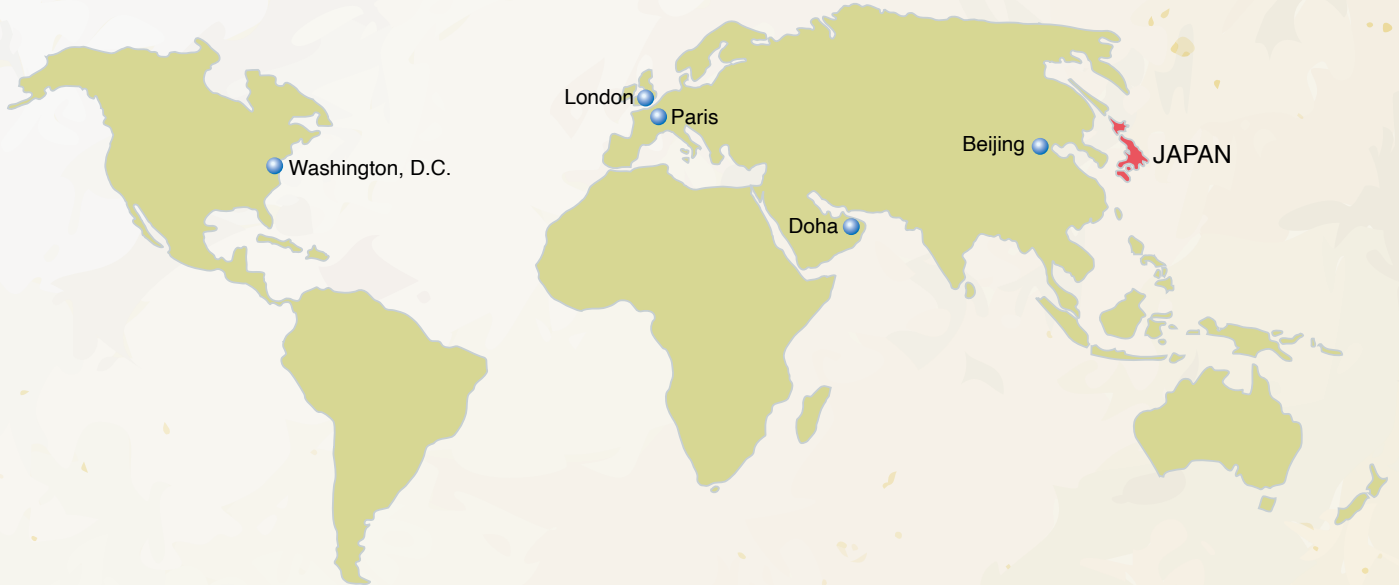 London
Paris
Beijing
JAPAN
Washington, D.C.
Doha